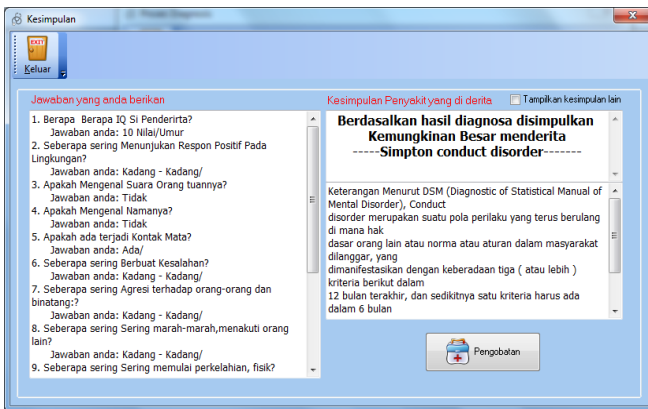 Kesimpulan
EXIT
Keluar
Jawaban yang anda berikan
1. Berapa  Berapa IQ Si Penderirta?
Jawaban anda: 10 Nilai/Umur
2. Seberapa sering Menunjukan Respon Positif Pada
Lingkungan?
Jawaban anda: Kadang - Kadang/
3. Apakah Mengenal Suara Orang tuannya?
Jawaban anda: Tidak
4. Apakah Mengenal Namanya?
Jawaban anda: Tidak
5. Apakah ada terjadi Kontak Mata?
Jawaban anda: Ada/
6. Seberapa sering Berbuat Kesalahan?
Jawaban anda: Kadang - Kadang/
7. Seberapa sering Agresi terhadap orang-orang dan
binatang:?
Jawaban anda: Kadang - Kadang/
8. Seberapa sering Sering marah-marah,menakuti orang
lain?
Jawaban anda: Kadang - Kadang/
9. Seberapa sering Sering memulai perkelahian, fisik?
Kesimpulan Penyakit yang di derita
Tampilkan kesimpulan lain
Berdasalkan hasil diagnosa disimpulkan
Kemungkinan Besar menderita
-----Simpton conduct disorder-------
Keterangan Menurut DSM (Diagnostic of Statistical Manual of
Mental Disorder), Conduct
disorder merupakan suatu pola perilaku yang terus berulang
di mana hak
dasar orang lain atau norma atau aturan dalam masyarakat
dilanggar, yang
dimanifestasikan dengan keberadaan tiga ( atau lebih )
kriteria berikut dalam
12 bulan terakhir, dan sedikitnya satu kriteria harus ada
dalam 6 bulan
Pengobatan